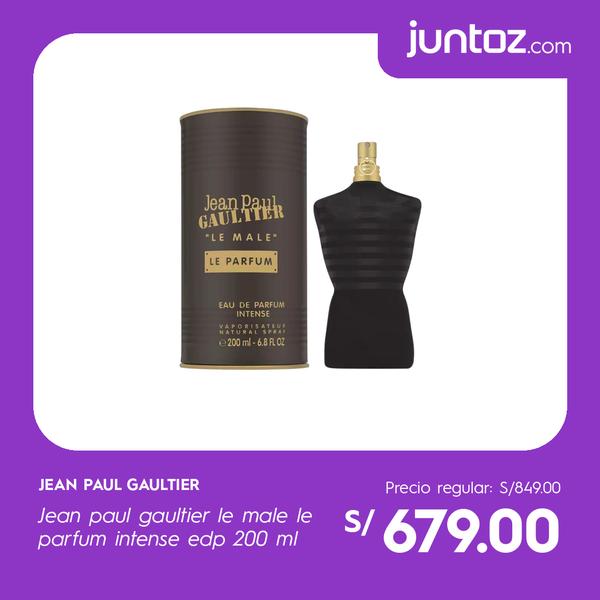 juntoz.com
Jean Paul
GAULTIER
"LE MALE"
LE PARFUM
EAU DE PARFUM
INTENSE
VAPORISATEUR
NATURAL SPRAY
℮ 200 ml - 6.8 FL OZ
JEAN PAUL GAULTIER
Jean paul gaultier le male le
parfum intense edp 200 ml
Precio regular: S/849.00
S/ 679.00